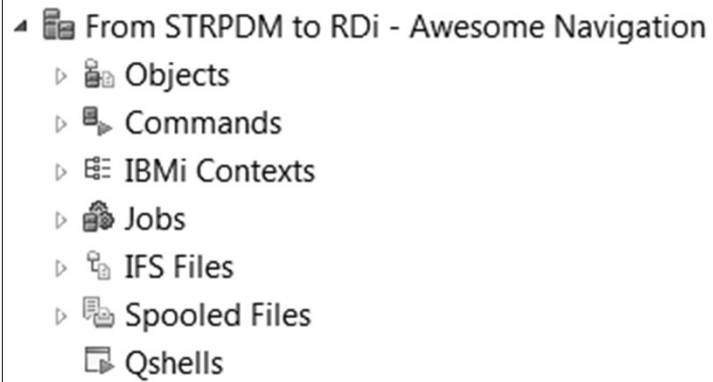 From STRPDM to RDi - Awesome Navigation
Objects
Commands
IBMi Contexts
Jobs
IFS Files
Spooled Files
Qshells